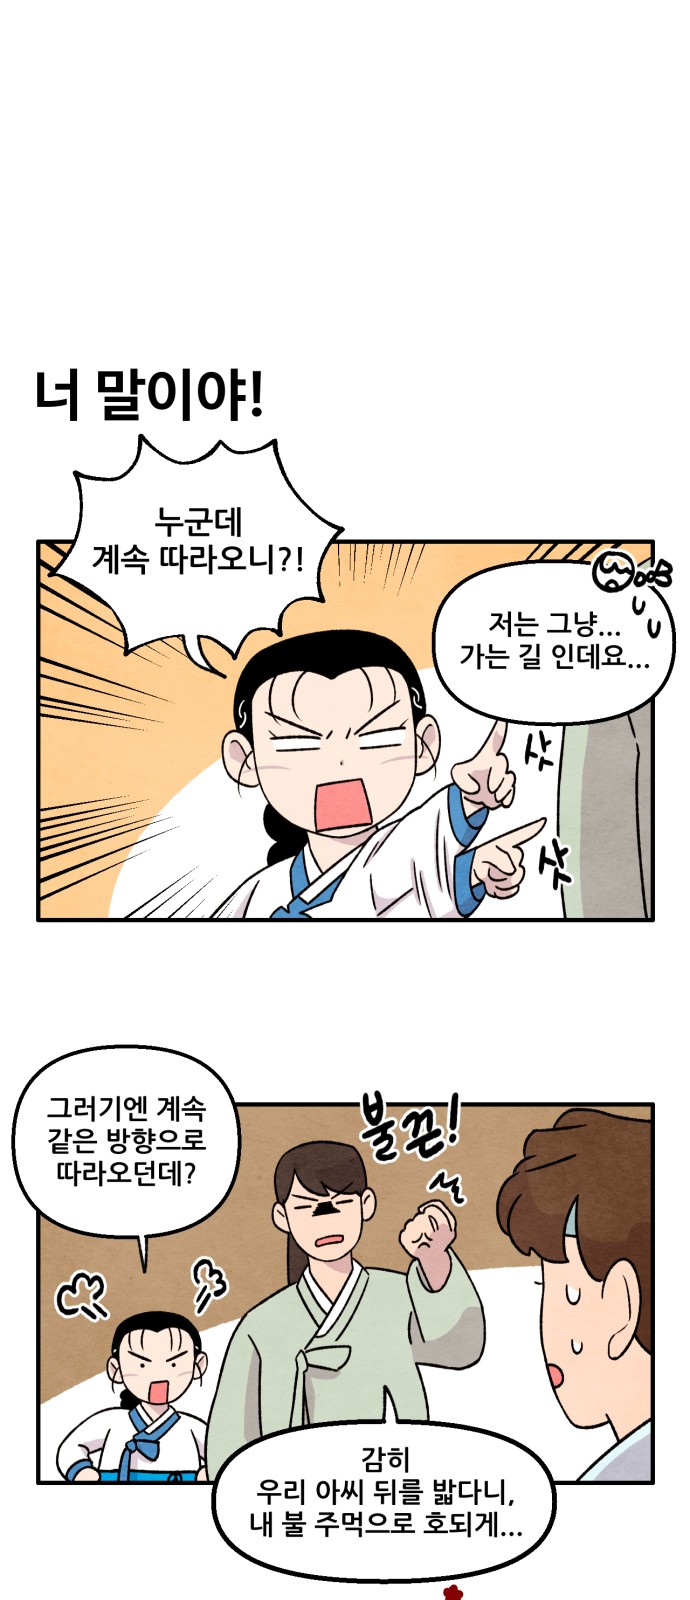 너 말이야!
누군데
계속 따라오니?!
저는 그냥...
가는 길 인데요...
삿
삿
그러기엔 계속
같은 방향으로
따라오던데?
불끈!
감히
우리 아씨 뒤를 밟다니,
내 불 주먹으로 호되게...